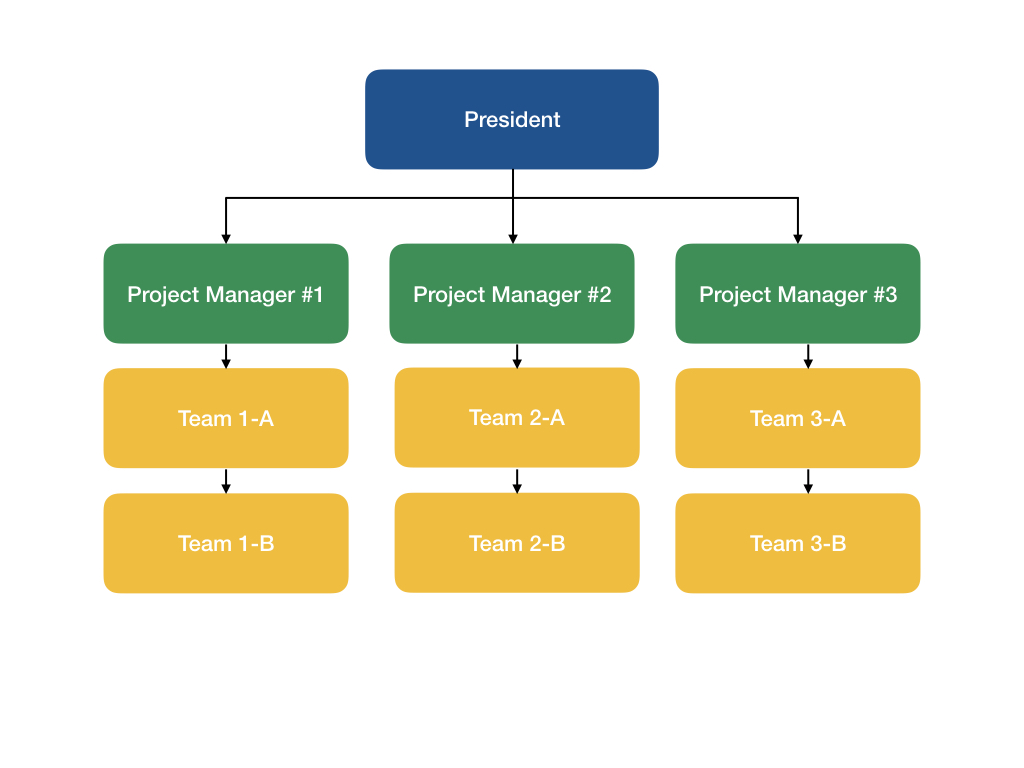 President
Project Manager #1
Project Manager #2
Project Manager #3
Team 1-A
Team 2-A
Team 3-A
Team 1-B
Team 2-B
Team 3-B